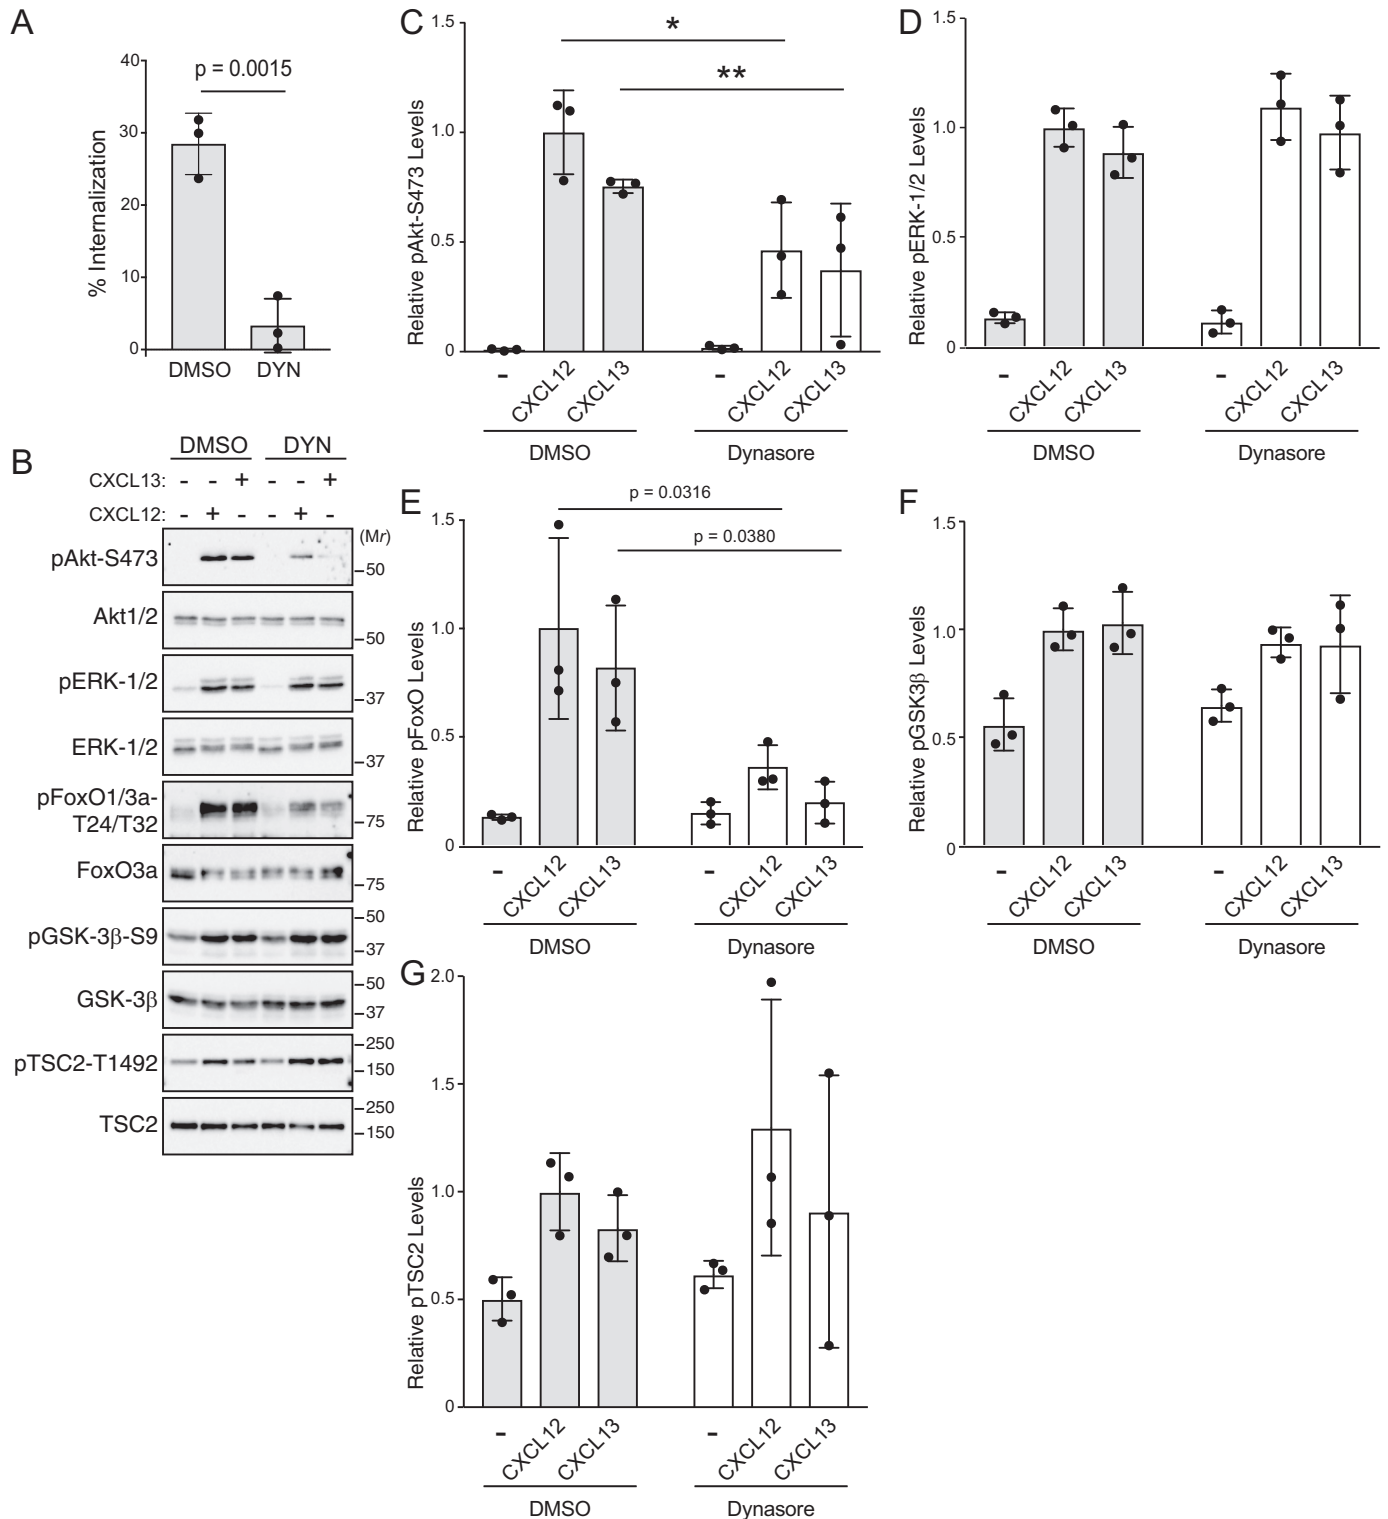 A
% Internalization
40
30
20
10
0
p = 0.0015
DMSO DYN
B
DMSO DYN
CXCL13: - - + - - +
CXCL12: - + - - + -
(Mr)
pAkt-S473 –50
Akt1/2 –50
pERK-1/2 –37
ERK-1/2 –37
pFoxO1/3a-
T24/T32 –75
FoxO3a –75
pGSK-3β-S9 –50 –37
GSK-3β –50 –37
pTSC2-T1492 –250 –150
TSC2 –250 –150
C
Relative pAkt-S473 Levels
1.5
1.0
0.5
0
*
**
- CXCL12 CXCL13 - CXCL12 CXCL13
DMSO Dynasore
D
Relative pERK-1/2 Levels
1.5
1.0
0.5
0
- CXCL12 CXCL13 - CXCL12 CXCL13
DMSO Dynasore
E
Relative pFoxO Levels
1.5
1.0
0.5
0
p = 0.0316
p = 0.0380
- CXCL12 CXCL13 - CXCL12 CXCL13
DMSO Dynasore
F
Relative pGSK3β Levels
1.5
1.0
0.5
0
- CXCL12 CXCL13 - CXCL12 CXCL13
DMSO Dynasore
G
Relative pTSC2 Levels
2.0
1.5
1.0
0.5
0
- CXCL12 CXCL13 - CXCL12 CXCL13
DMSO Dynasore